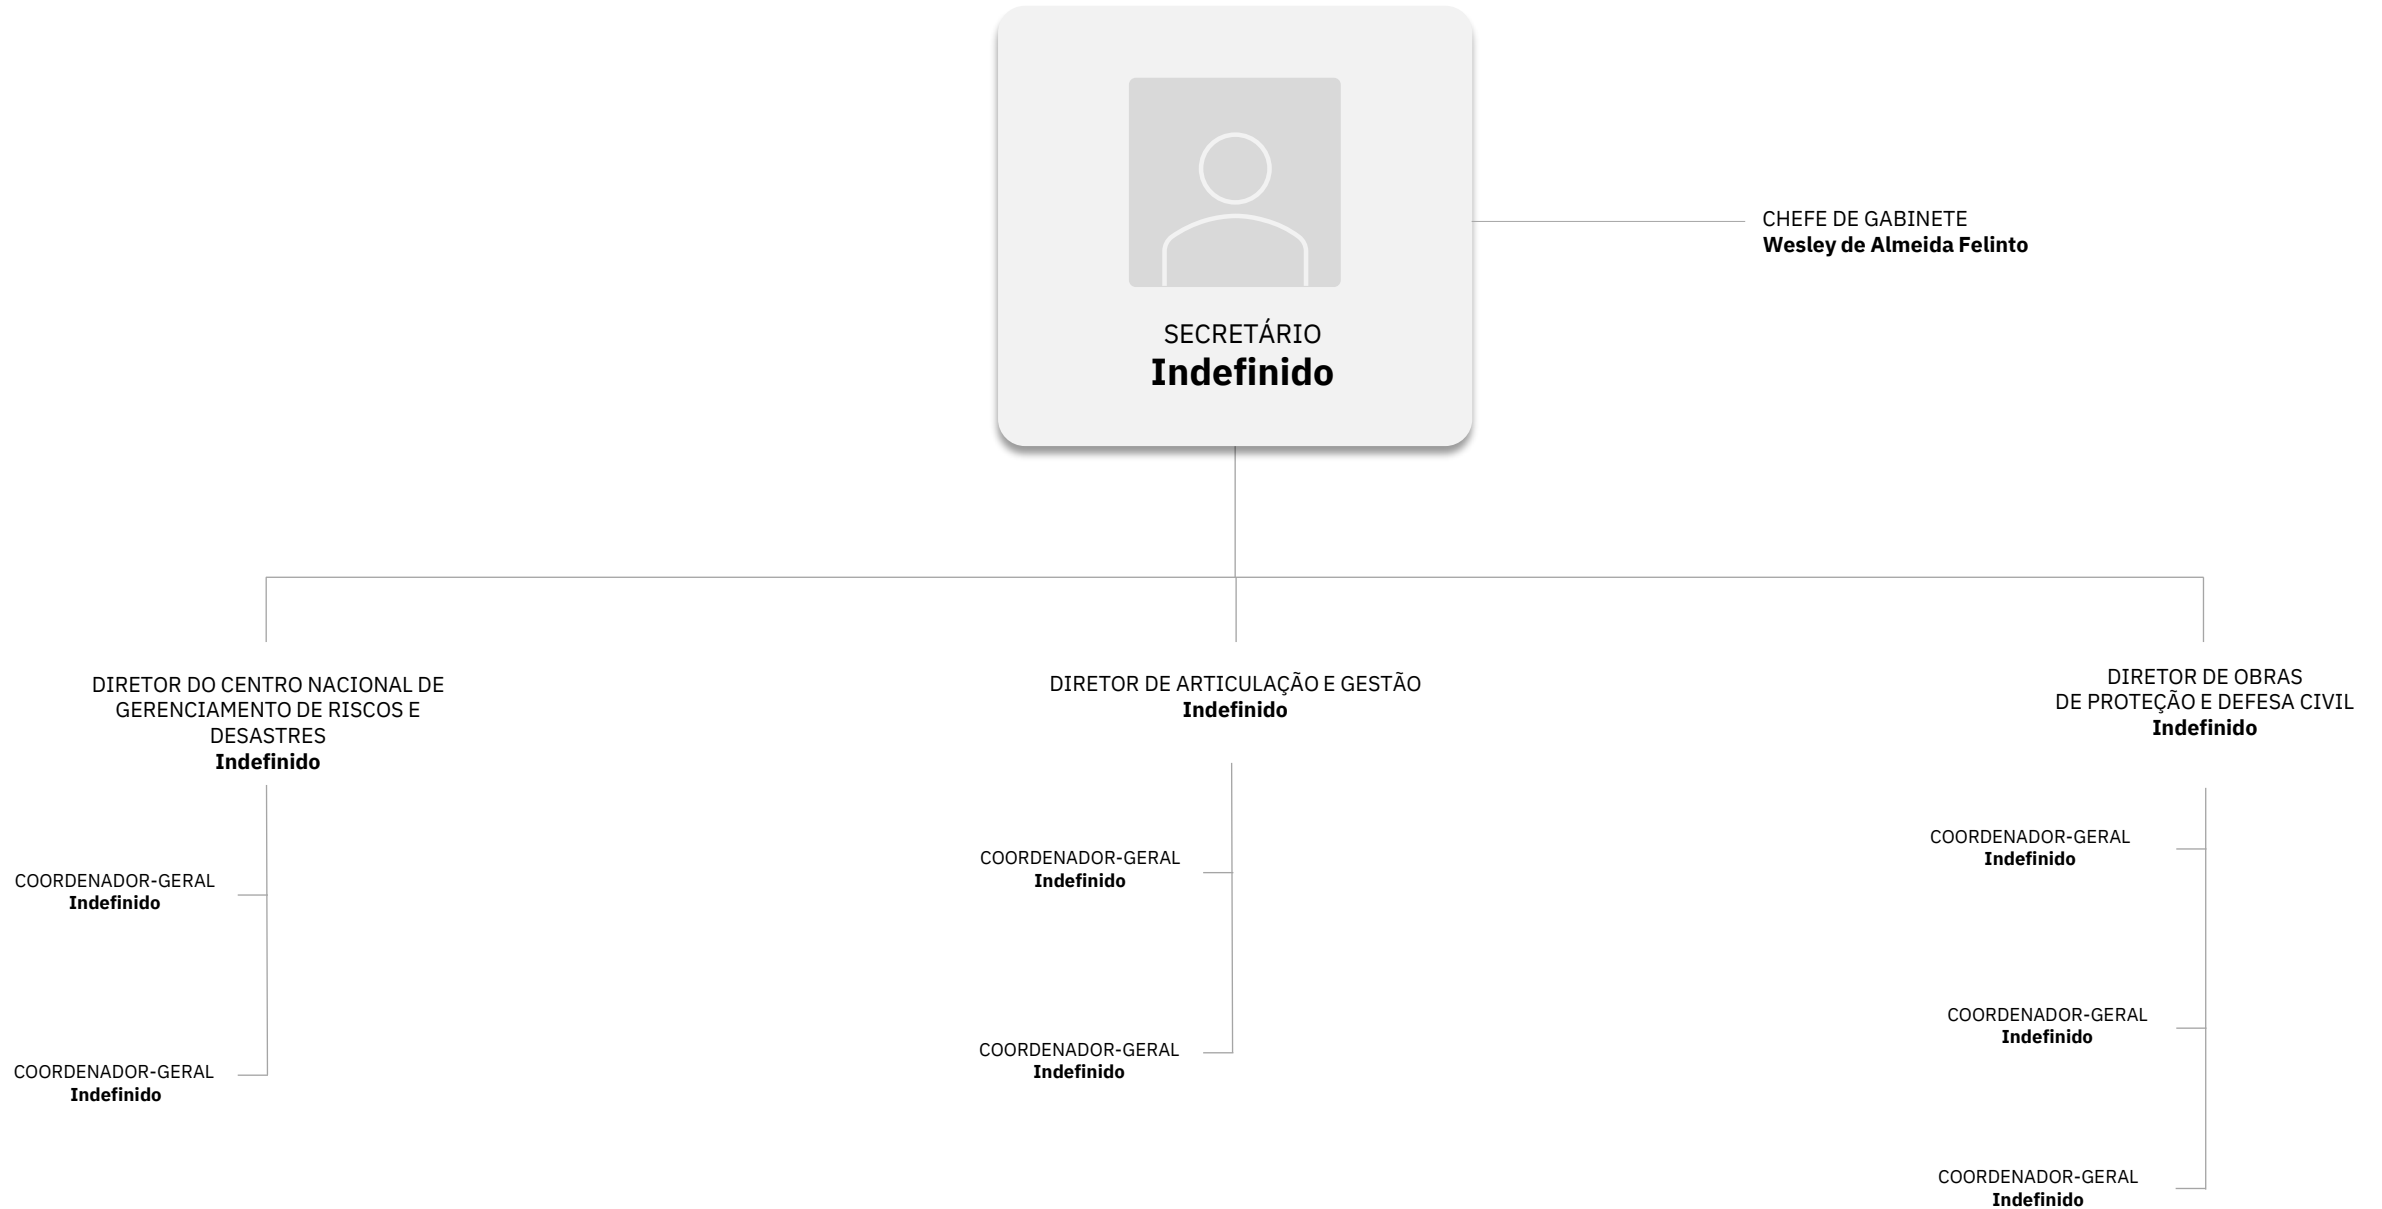 SECRETÁRIO
Indefinido
CHEFE DE GABINETE
Wesley de Almeida Felinto
DIRETOR DO CENTRO NACIONAL DE
GERENCIAMENTO DE RISCOS E
DESASTRES
Indefinido
COORDENADOR-GERAL
Indefinido
COORDENADOR-GERAL
Indefinido
DIRETOR DE ARTICULAÇÃO E GESTÃO
Indefinido
COORDENADOR-GERAL
Indefinido
COORDENADOR-GERAL
Indefinido
DIRETOR DE OBRAS
DE PROTEÇÃO E DEFESA CIVIL
Indefinido
COORDENADOR-GERAL
Indefinido
COORDENADOR-GERAL
Indefinido
COORDENADOR-GERAL
Indefinido